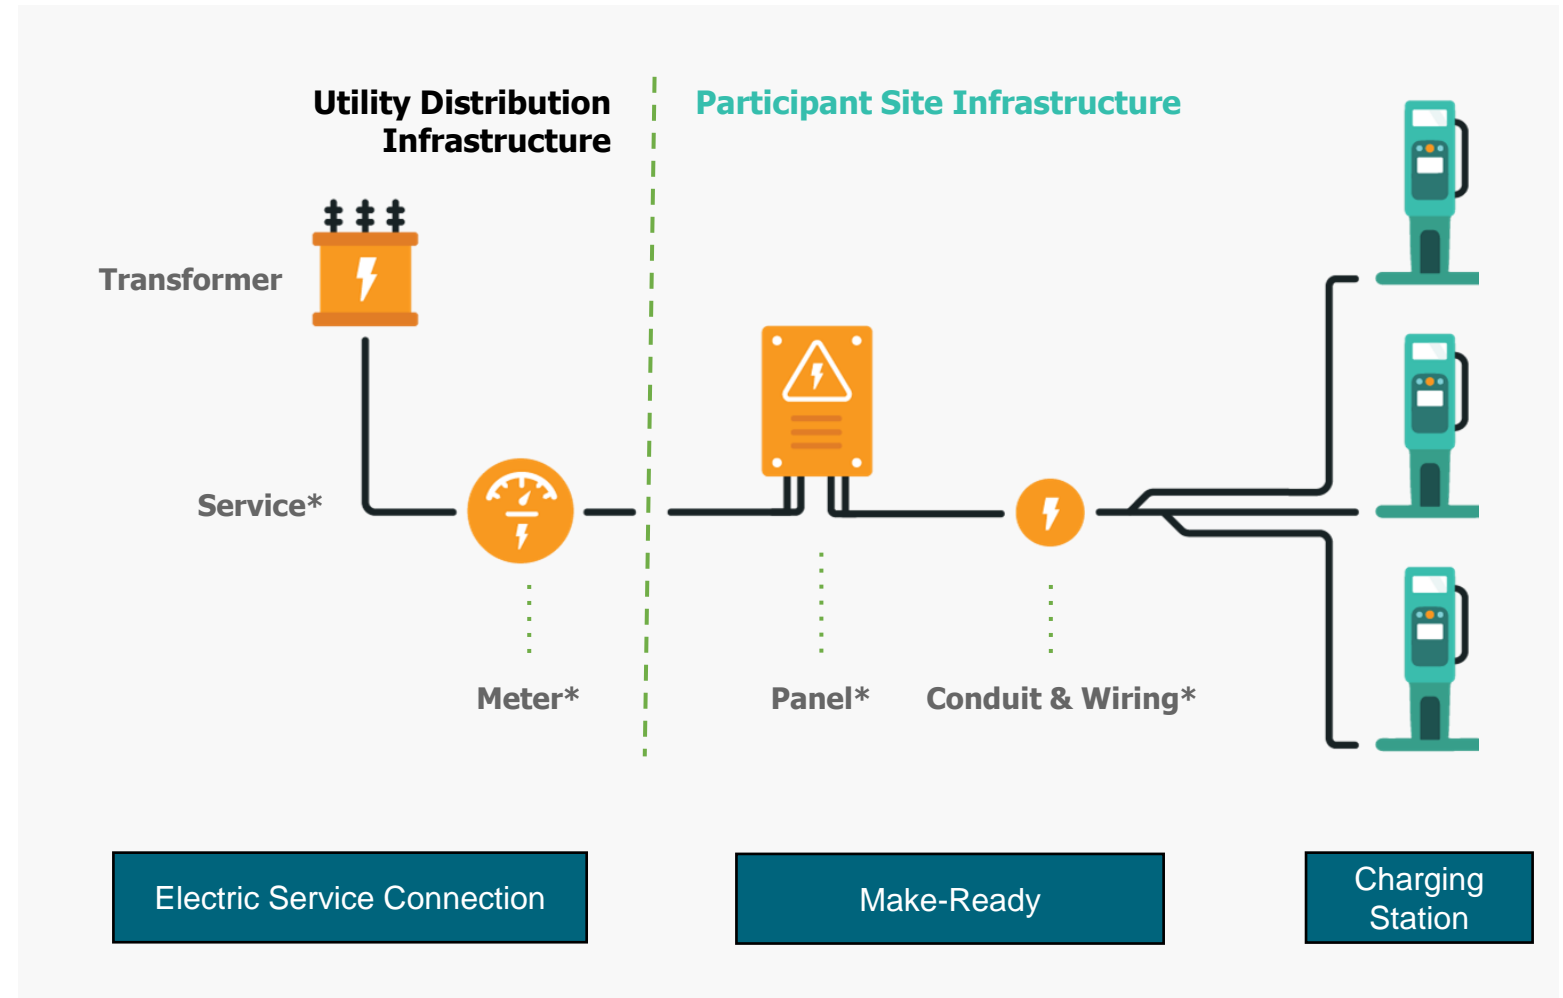 Utility Distribution
Infrastructure
Participant Site Infrastructure
Transformer
Service*
Meter*
Panel*
Conduit & Wiring*
Electric Service Connection
Make-Ready
Charging
Station